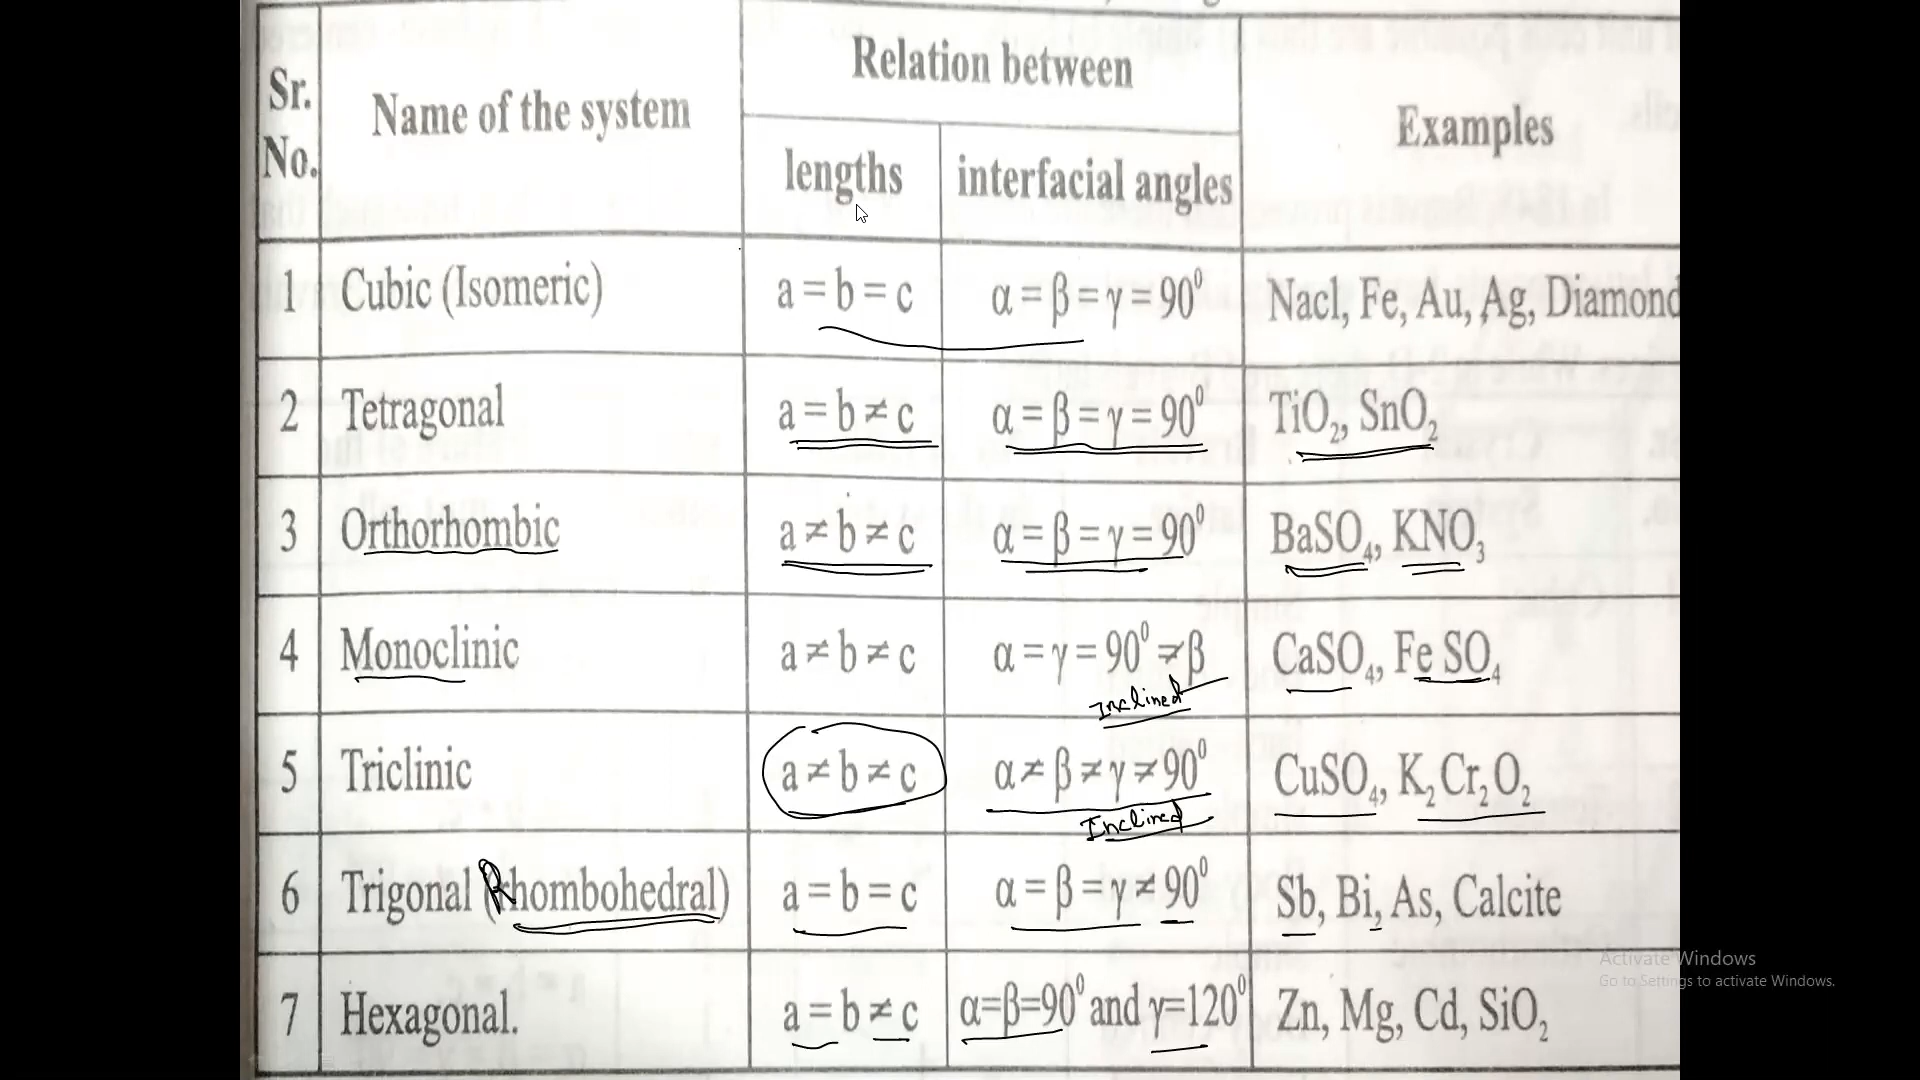 Sr. No. Name of the system Relation between Examples
lengths interfacial angles
1 Cubic (Isomeric) a = b = c α = β = γ = 90⁰ Nacl, Fe, Au, Ag, Diamond
2 Tetragonal a = b ≠ c α = β = γ = 90⁰ TiO₂, SnO₂
3 Orthorhombic a ≠ b ≠ c α = β = γ = 90⁰ BaSO₄, KNO₃
4 Monoclinic a ≠ b ≠ c α = γ = 90⁰ ≠ β CaSO₄, Fe SO₄
Inclined
5 Triclinic a ≠ b ≠ c α ≠ β ≠ γ ≠ 90⁰ CuSO₄, K₂Cr₂O₂
Inclined
6 Trigonal (Rhombohedral) a = b = c α = β = γ ≠ 90⁰ Sb, Bi, As, Calcite
7 Hexagonal. a = b ≠ c α=β=90⁰ and γ=120⁰ Zn, Mg, Cd, SiO₂
Activate Windows
Go to Settings to activate Windows.